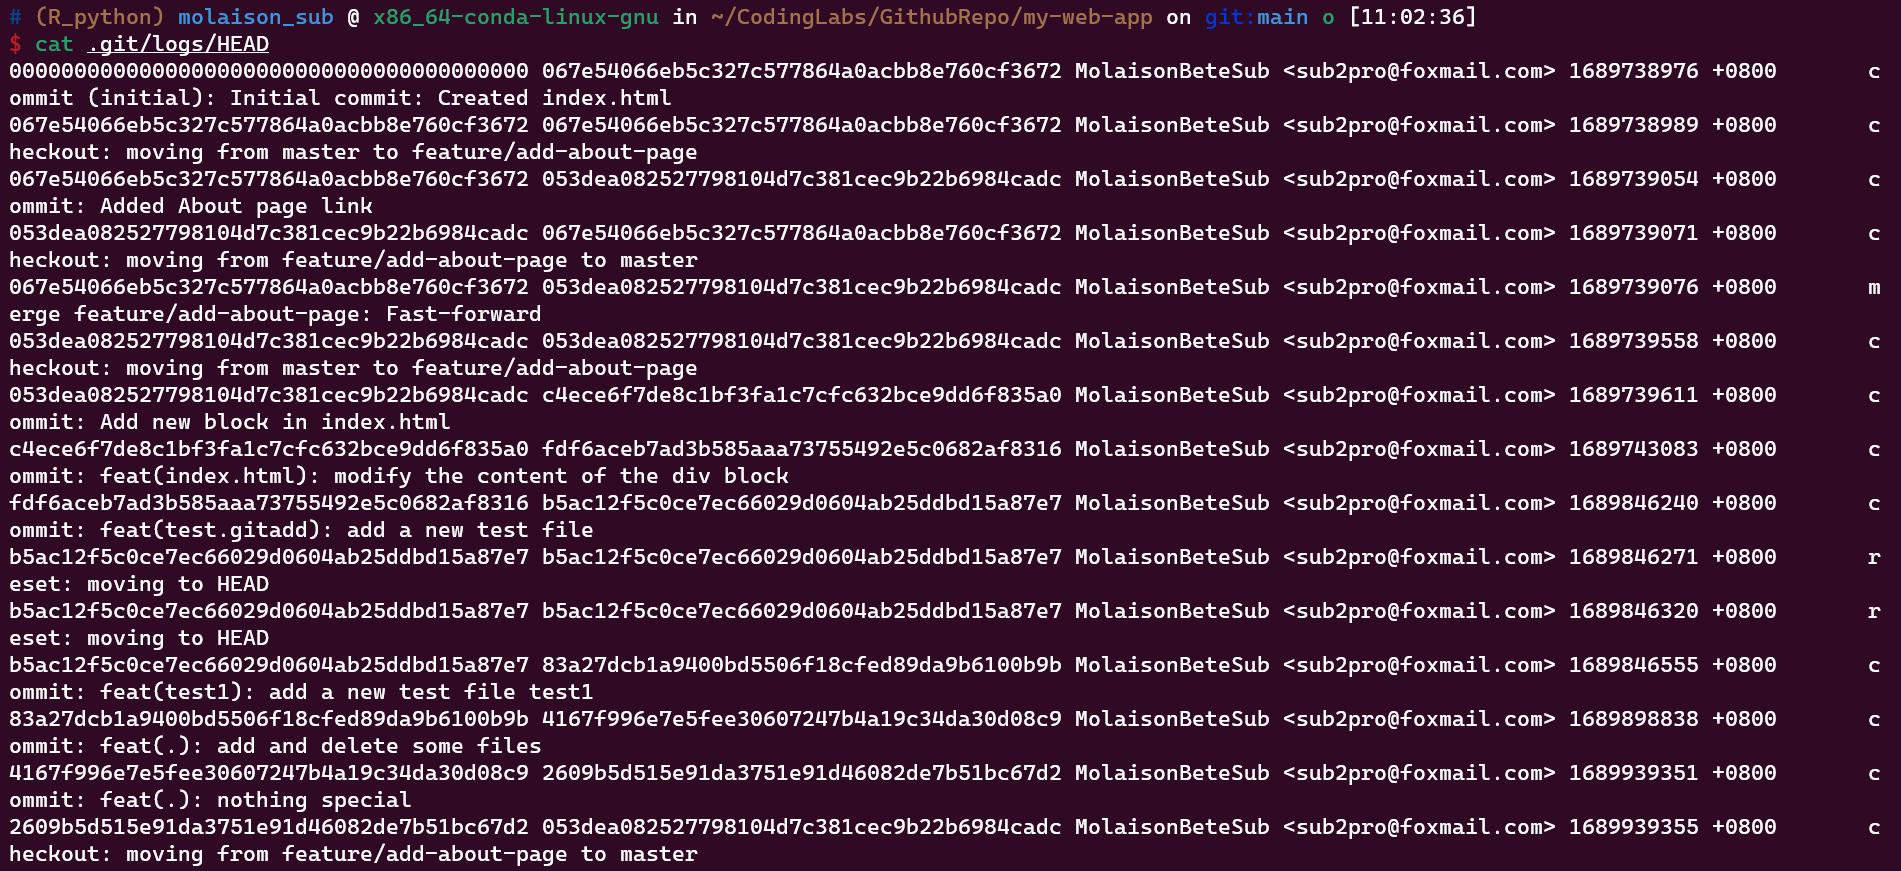 # (R_python) molaison_sub @ x86_64-conda-linux-gnu in ~/CodingLabs/GithubRepo/my-web-app on git:main o [11:02:36]
$ cat .git/logs/HEAD
0000000000000000000000000000000000000000 067e54066eb5c327c577864a0acbb8e760cf3672 MolaisonBeteSub <sub2pro@foxmail.com> 1689738976 +0800       c
ommit (initial): Initial commit: Created index.html
067e54066eb5c327c577864a0acbb8e760cf3672 067e54066eb5c327c577864a0acbb8e760cf3672 MolaisonBeteSub <sub2pro@foxmail.com> 1689738989 +0800       c
heckout: moving from master to feature/add-about-page
067e54066eb5c327c577864a0acbb8e760cf3672 053dea082527798104d7c381cec9b22b6984cadc MolaisonBeteSub <sub2pro@foxmail.com> 1689739054 +0800       c
ommit: Added About page link
053dea082527798104d7c381cec9b22b6984cadc 067e54066eb5c327c577864a0acbb8e760cf3672 MolaisonBeteSub <sub2pro@foxmail.com> 1689739071 +0800       c
heckout: moving from feature/add-about-page to master
067e54066eb5c327c577864a0acbb8e760cf3672 053dea082527798104d7c381cec9b22b6984cadc MolaisonBeteSub <sub2pro@foxmail.com> 1689739076 +0800       m
erge feature/add-about-page: Fast-forward
053dea082527798104d7c381cec9b22b6984cadc 053dea082527798104d7c381cec9b22b6984cadc MolaisonBeteSub <sub2pro@foxmail.com> 1689739558 +0800       c
heckout: moving from master to feature/add-about-page
053dea082527798104d7c381cec9b22b6984cadc c4ece6f7de8c1bf3fa1c7cfc632bce9dd6f835a0 MolaisonBeteSub <sub2pro@foxmail.com> 1689739611 +0800       c
ommit: Add new block in index.html
c4ece6f7de8c1bf3fa1c7cfc632bce9dd6f835a0 fdf6aceb7ad3b585aaa73755492e5c0682af8316 MolaisonBeteSub <sub2pro@foxmail.com> 1689743083 +0800       c
ommit: feat(index.html): modify the content of the div block
fdf6aceb7ad3b585aaa73755492e5c0682af8316 b5ac12f5c0ce7ec66029d0604ab25ddbd15a87e7 MolaisonBeteSub <sub2pro@foxmail.com> 1689846240 +0800       c
ommit: feat(test.gitadd): add a new test file
b5ac12f5c0ce7ec66029d0604ab25ddbd15a87e7 b5ac12f5c0ce7ec66029d0604ab25ddbd15a87e7 MolaisonBeteSub <sub2pro@foxmail.com> 1689846271 +0800       r
eset: moving to HEAD
b5ac12f5c0ce7ec66029d0604ab25ddbd15a87e7 b5ac12f5c0ce7ec66029d0604ab25ddbd15a87e7 MolaisonBeteSub <sub2pro@foxmail.com> 1689846320 +0800       r
eset: moving to HEAD
b5ac12f5c0ce7ec66029d0604ab25ddbd15a87e7 83a27dcb1a9400bd5506f18cfed89da9b6100b9b MolaisonBeteSub <sub2pro@foxmail.com> 1689846555 +0800       c
ommit: feat(test1): add a new test file test1
83a27dcb1a9400bd5506f18cfed89da9b6100b9b 4167f996e7e5fee30607247b4a19c34da30d08c9 MolaisonBeteSub <sub2pro@foxmail.com> 1689898838 +0800       c
ommit: feat(.): add and delete some files
4167f996e7e5fee30607247b4a19c34da30d08c9 2609b5d515e91da3751e91d46082de7b51bc67d2 MolaisonBeteSub <sub2pro@foxmail.com> 1689939351 +0800       c
ommit: feat(.): nothing special
2609b5d515e91da3751e91d46082de7b51bc67d2 053dea082527798104d7c381cec9b22b6984cadc MolaisonBeteSub <sub2pro@foxmail.com> 1689939355 +0800       c
heckout: moving from feature/add-about-page to master